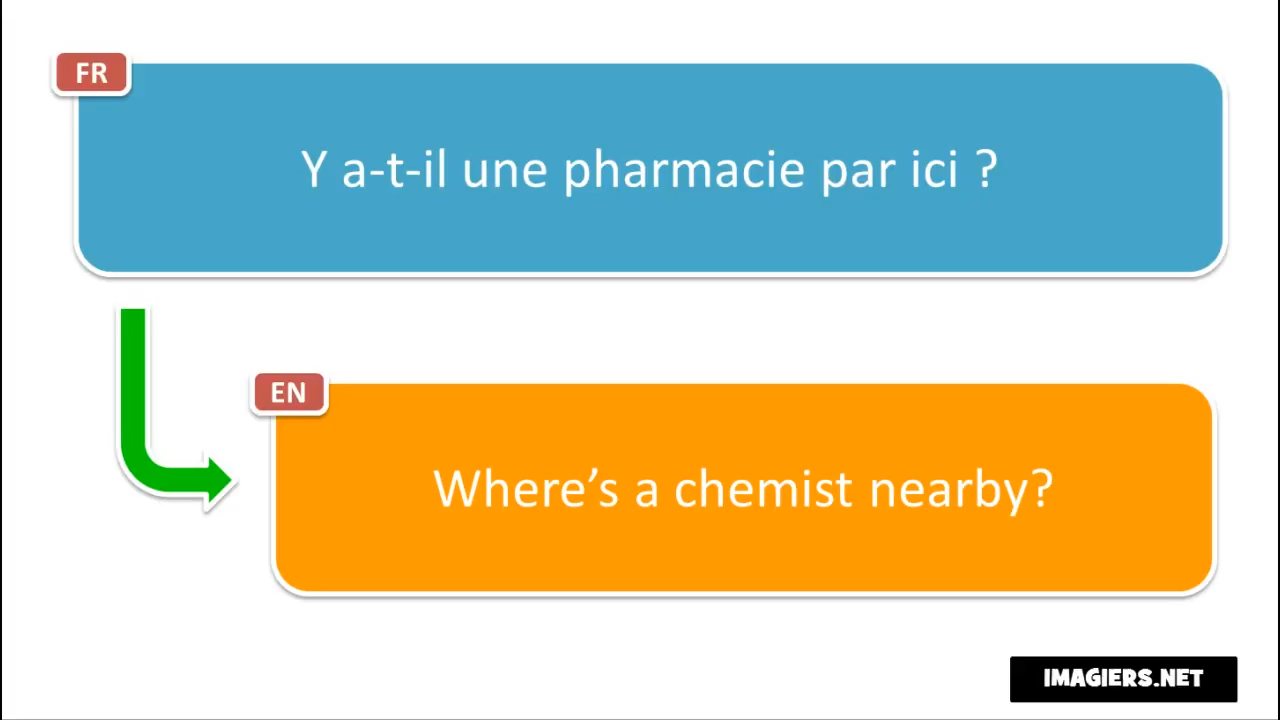 FR
Y a-t-il une pharmacie par ici ?
EN
Where’s a chemist nearby?
IMAGIERS.NET